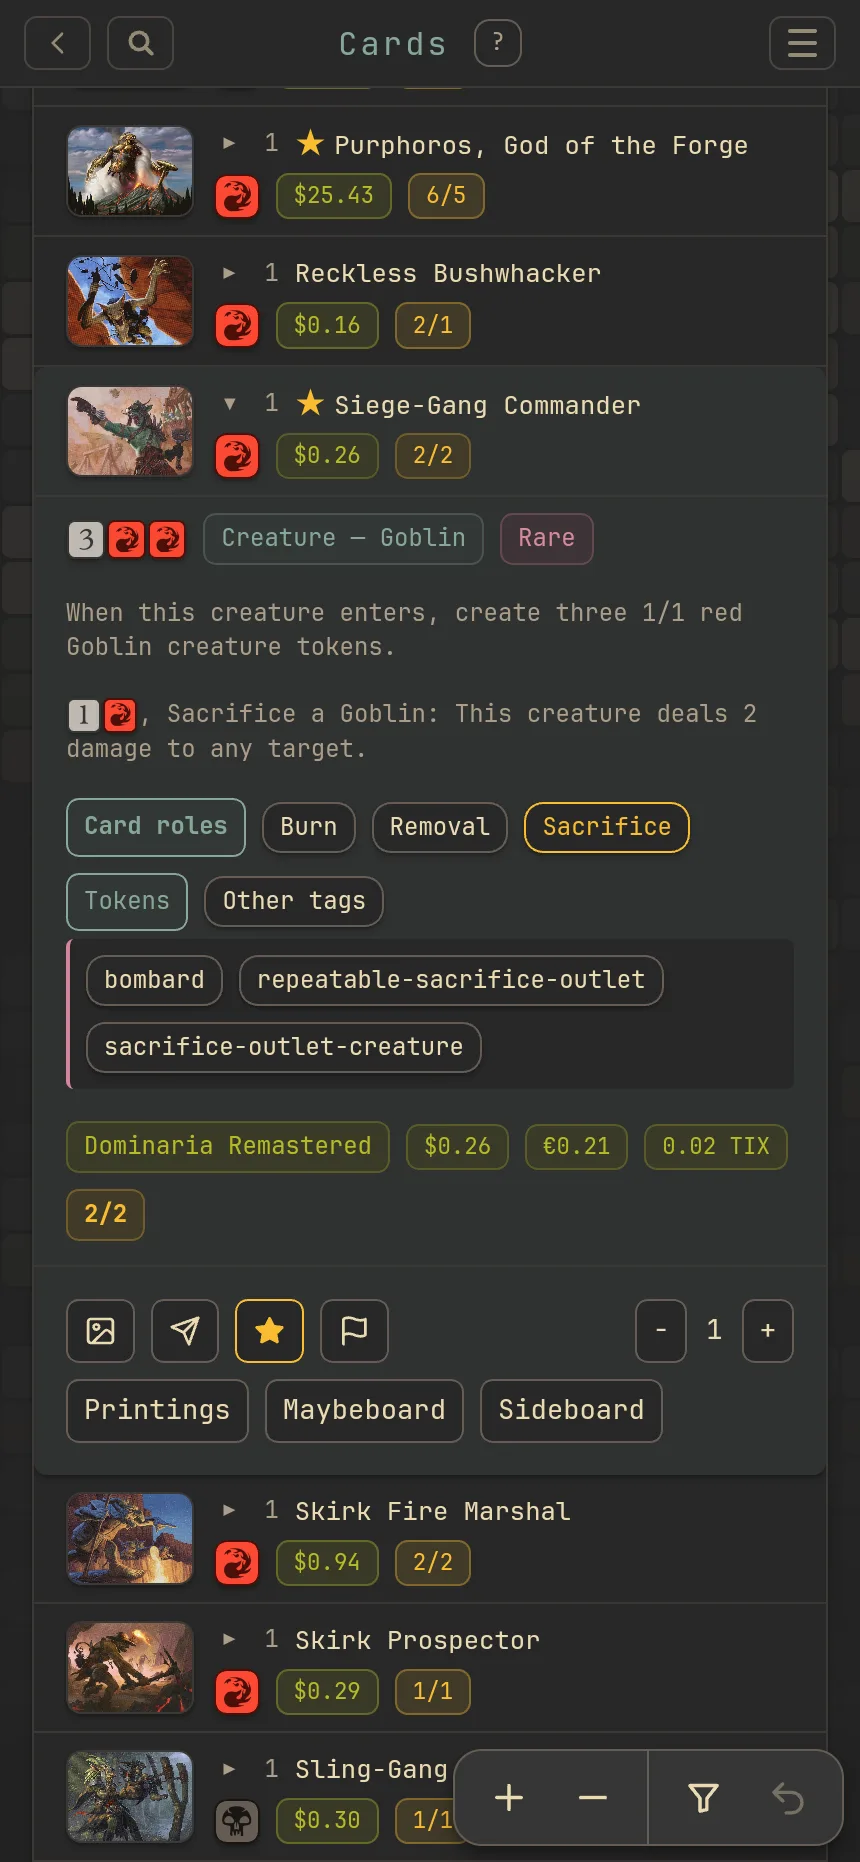 Cards ?
1 Purphoros, God of the Forge
$25.43 6/5
1 Reckless Bushwhacker
$0.16 2/1
1 Siege-Gang Commander
$0.26 2/2
3 Creature — Goblin Rare
When this creature enters, create three 1/1 red
Goblin creature tokens.
1 , Sacrifice a Goblin: This creature deals 2
damage to any target.
Card roles Burn Removal Sacrifice
Tokens Other tags
bombard repeatable-sacrifice-outlet
sacrifice-outlet-creature
Dominaria Remastered $0.26 €0.21 0.02 TIX
2/2
- 1 +
Printings Maybeboard Sideboard
1 Skirk Fire Marshal
$0.94 2/2
1 Skirk Prospector
$0.29 1/1
1 Sling-Gang
$0.30 1/1